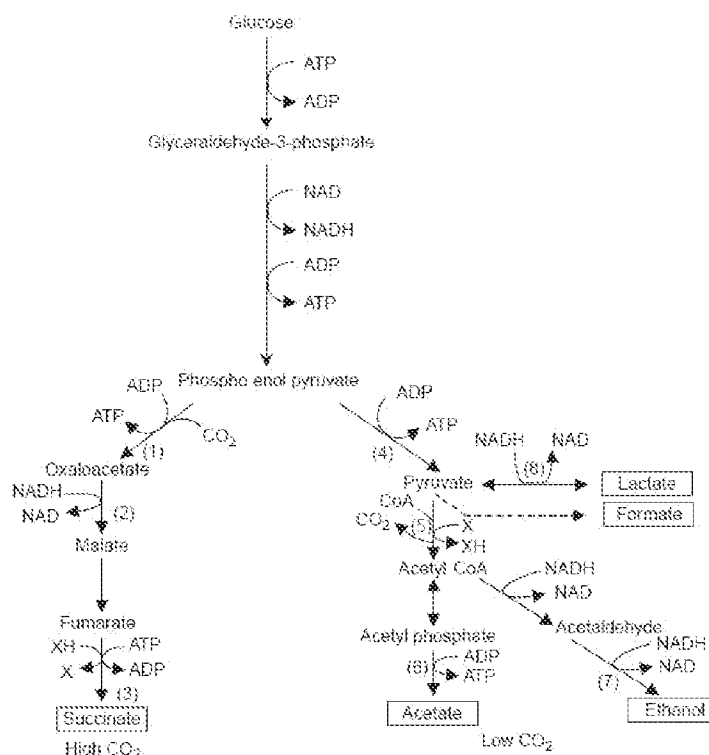 Glucose
ATP
ADP
Glyceraldehyde-3-phosphate
NAD
NADH
ADP
ATP
Phospho enol pyruvate
ADP
ATP
CO2
(1)
Oxaloacetate
NADH
NAD
(2)
Malate
Fumarate
XH
ATP
X
ADP
(3)
Succinate
High CO2
ADP
ATP
(4)
Pyruvate
NADH
NAD
(8)
Lactate
Formate
CoA
CO2
(5)
X
XH
Acetyl CoA
NADH
NAD
Acetaldehyde
NADH
NAD
(7)
Ethanol
Acetyl phosphate
(6)
ADP
ATP
Acetate
Low CO2